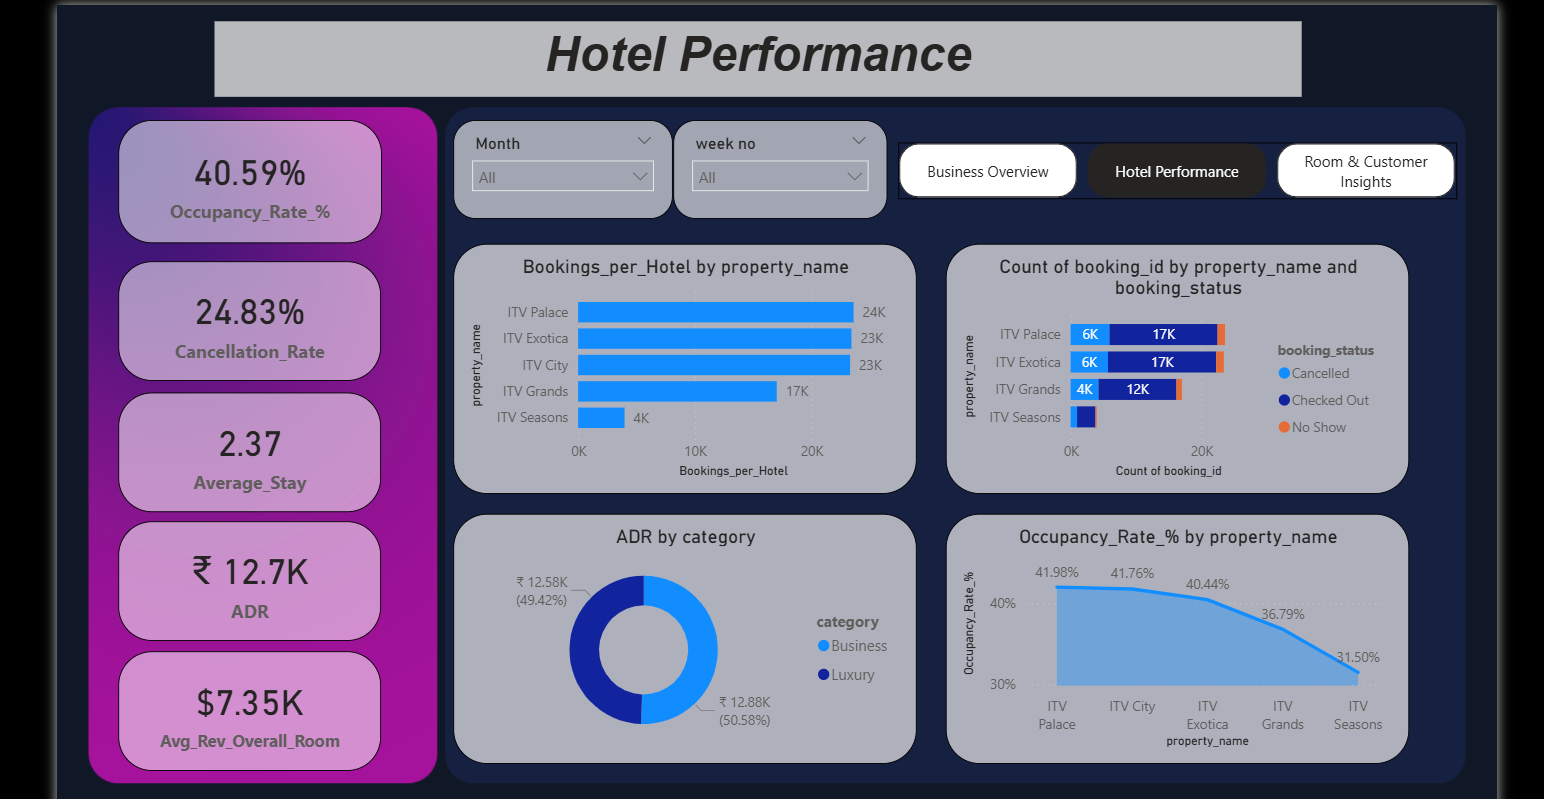 Hotel Performance
40.59%
Occupancy_Rate_%
24.83%
Cancellation_Rate
2.37
Average_Stay
₹ 12.7K
ADR
$7.35K
Avg_Rev_Overall_Room
Month
All
week no
All
Business Overview
Hotel Performance
Room & Customer
Insights
Bookings_per_Hotel by property_name
property_name
ITV Palace
24K
ITV Exotica
23K
ITV City
23K
ITV Grands
17K
ITV Seasons
4K
0K
10K
20K
Bookings_per_Hotel
Count of booking_id by property_name and
booking_status
property_name
ITV Palace
6K
17K
ITV Exotica
6K
17K
ITV Grands
4K
12K
ITV Seasons
0K
20K
Count of booking_id
booking_status
Cancelled
Checked Out
No Show
ADR by category
₹ 12.58K
(49.42%)
₹ 12.88K
(50.58%)
category
Business
Luxury
Occupancy_Rate_% by property_name
Occupancy_Rate_%
40%
30%
41.98%
41.76%
40.44%
36.79%
31.50%
ITV
Palace
ITV City
ITV
Exotica
ITV
Grands
ITV
Seasons
property_name